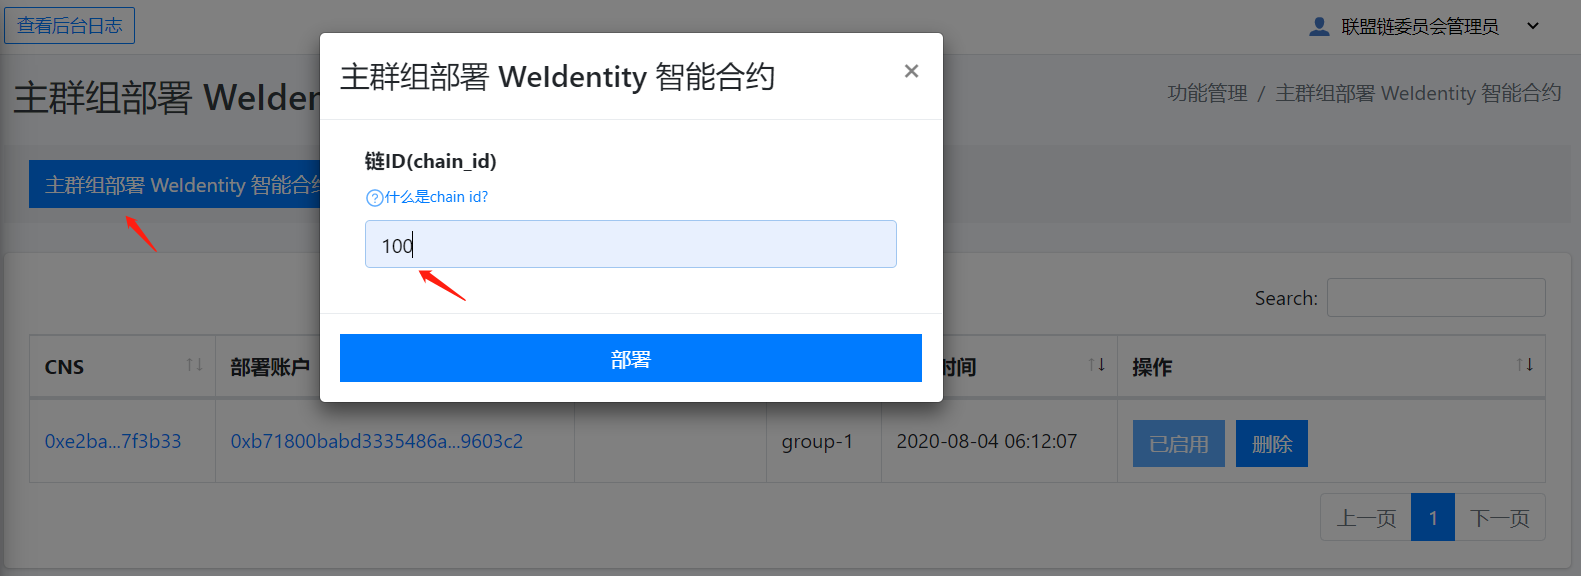 查看后台日志
联盟链委员会管理员
主群组部署 WeIden
功能管理 / 主群组部署 WeIdentity 智能合约
主群组部署 WeIdentity 智能合约
主群组部署 WeIdentity 智能合约
×
链ID(chain_id)
?什么是chain id?
100
部署
Search:
CNS
部署账户
时间
操作
0xe2ba...7f3b33
0xb71800babd3335486a...9603c2
group-1
2020-08-04 06:12:07
已启用
删除
上一页
1
下一页